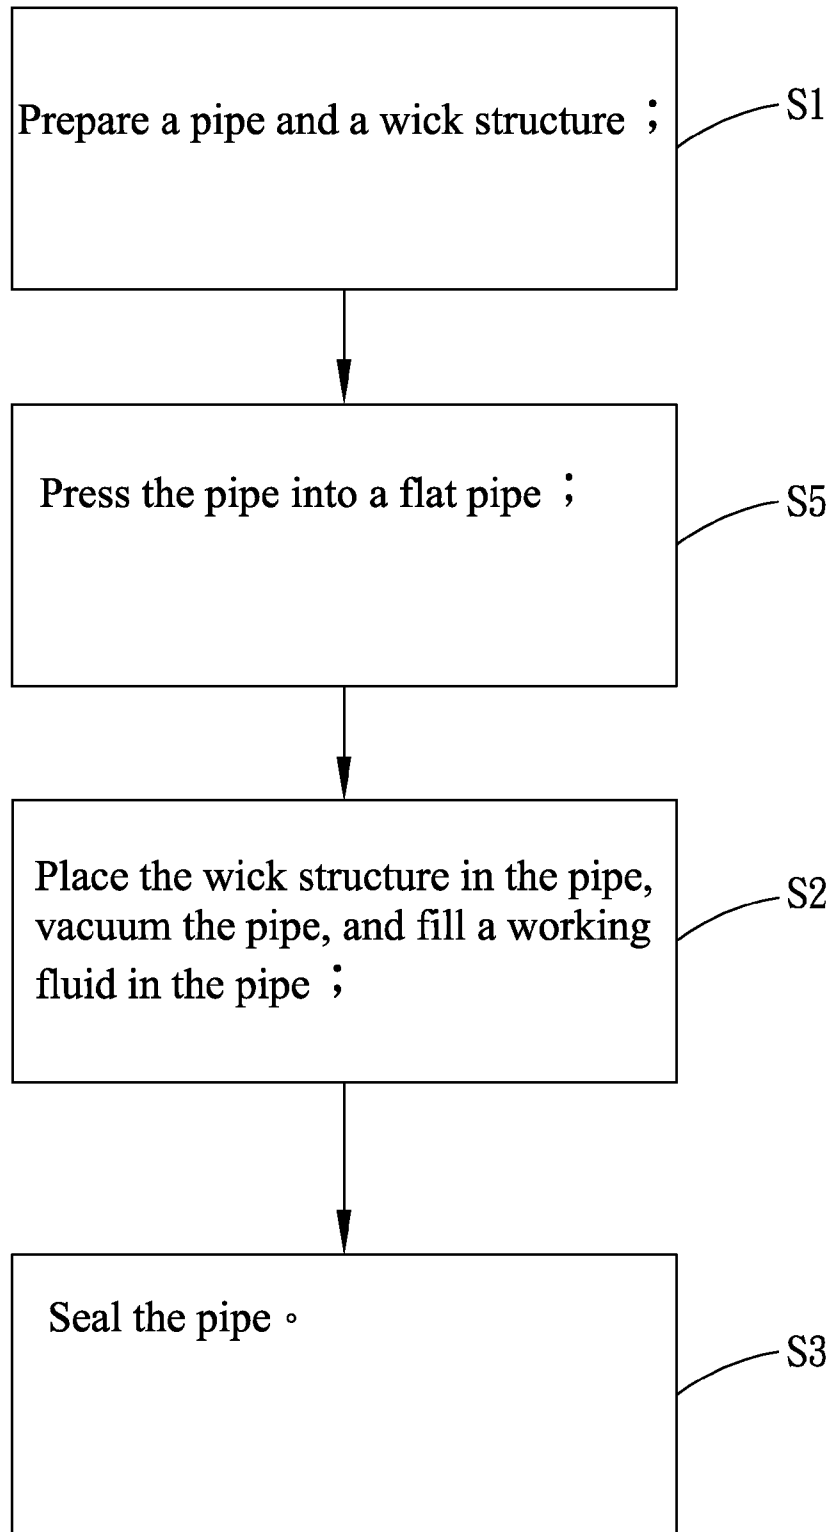 Prepare a pipe and a wick structure；
S1
Press the pipe into a flat pipe；
S5
Place the wick structure in the pipe,
vacuum the pipe, and fill a working
fluid in the pipe；
S2
Seal the pipe。
S3